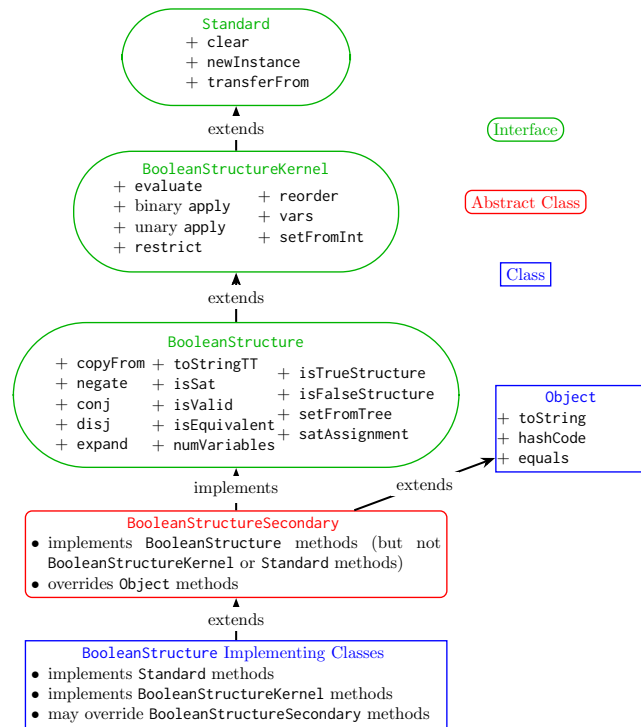 Standard
+ clear
+ newInstance
+ transferFrom
extends
Interface
BooleanStructureKernel
+ evaluate
+ binary apply
+ unary apply
+ restrict
+ reorder
+ vars
+ setFromInt
Abstract Class
Class
extends
BooleanStructure
+ copyFrom
+ negate
+ conj
+ disj
+ expand
+ toStringTT
+ isSat
+ isValid
+ isEquivalent
+ numVariables
+ isTrueStructure
+ isFalseStructure
+ setFromTree
+ satAssignment
Object
+ toString
+ hashCode
+ equals
implements
extends
BooleanStructureSecondary
• implements BooleanStructure methods (but not
BooleanStructureKernel or Standard methods)
• overrides Object methods
extends
BooleanStructure Implementing Classes
• implements Standard methods
• implements BooleanStructureKernel methods
• may override BooleanStructureSecondary methods